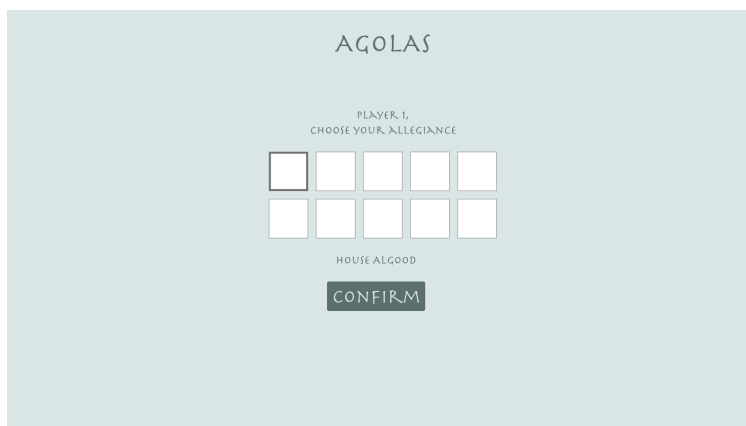 AGOLAS
PLAYER 1,
CHOOSE YOUR ALLEGIANCE
HOUSE ALGOOD
CONFIRM